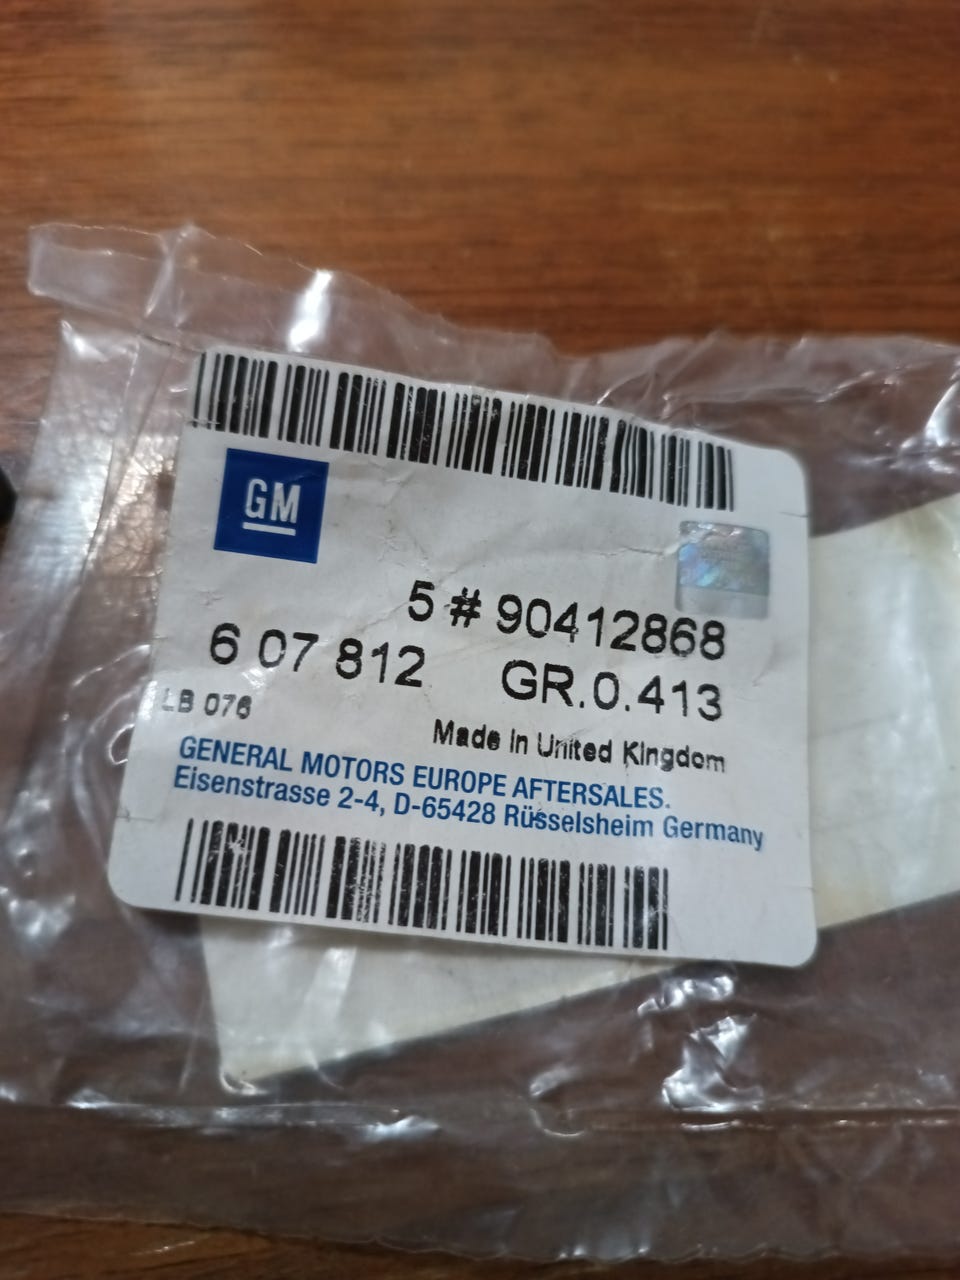 GM
5 # 90412868
6 07 812 GR.0.413
LB 076
Made in United Kingdom
GENERAL MOTORS EUROPE AFTERSALES.
Eisenstrasse 2-4, D-65428 Rüsselsheim Germany